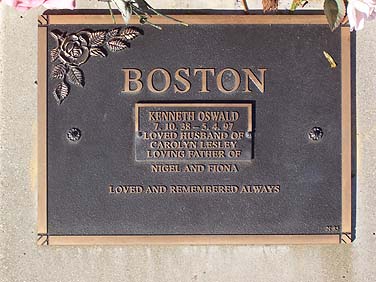 BOSTON
KENNETH OSWALD
7. 10. 38 – 5. 4. 97
LOVED HUSBAND OF
CAROLYN LESLEY
LOVING FATHER OF
NIGEL AND FIONA
LOVED AND REMEMBERED ALWAYS